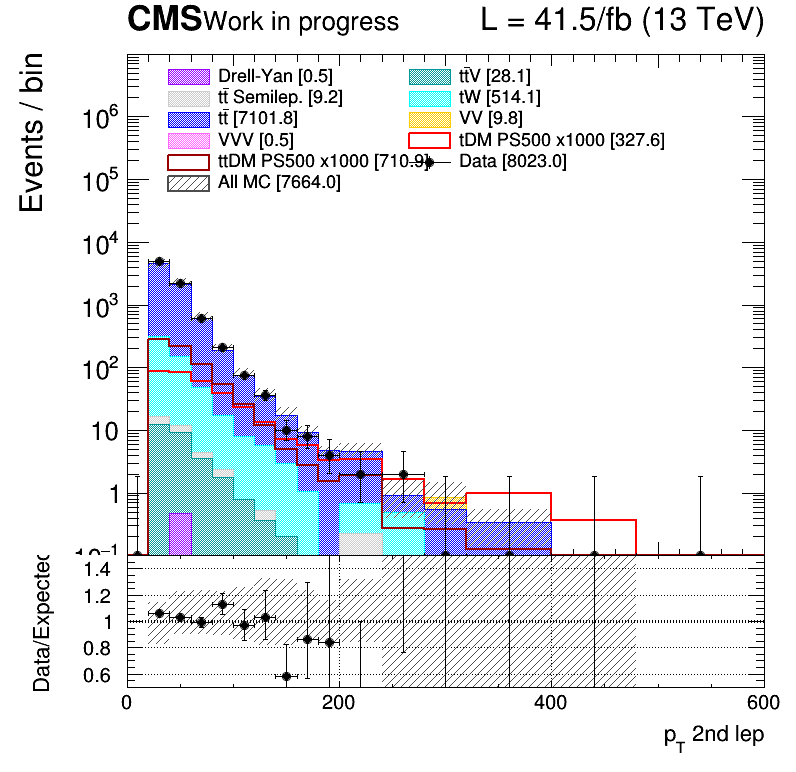 CMS Work in progress L = 41.5/fb (13 TeV)
Events / bin
Drell-Yan [0.5] tt̄V [28.1]
tt̄ Semilep. [9.2] tW [514.1]
tt̄ [7101.8] VV [9.8]
VVV [0.5] tDM PS500 x1000 [327.6]
ttDM PS500 x1000 [710.9] Data [8023.0]
All MC [7664.0]
10⁶
10⁵
10⁴
10³
10²
10
1
10⁻¹
Data/Expected
1.4
1.2
1
0.8
0.6
0 200 400 600
p_T 2nd lep